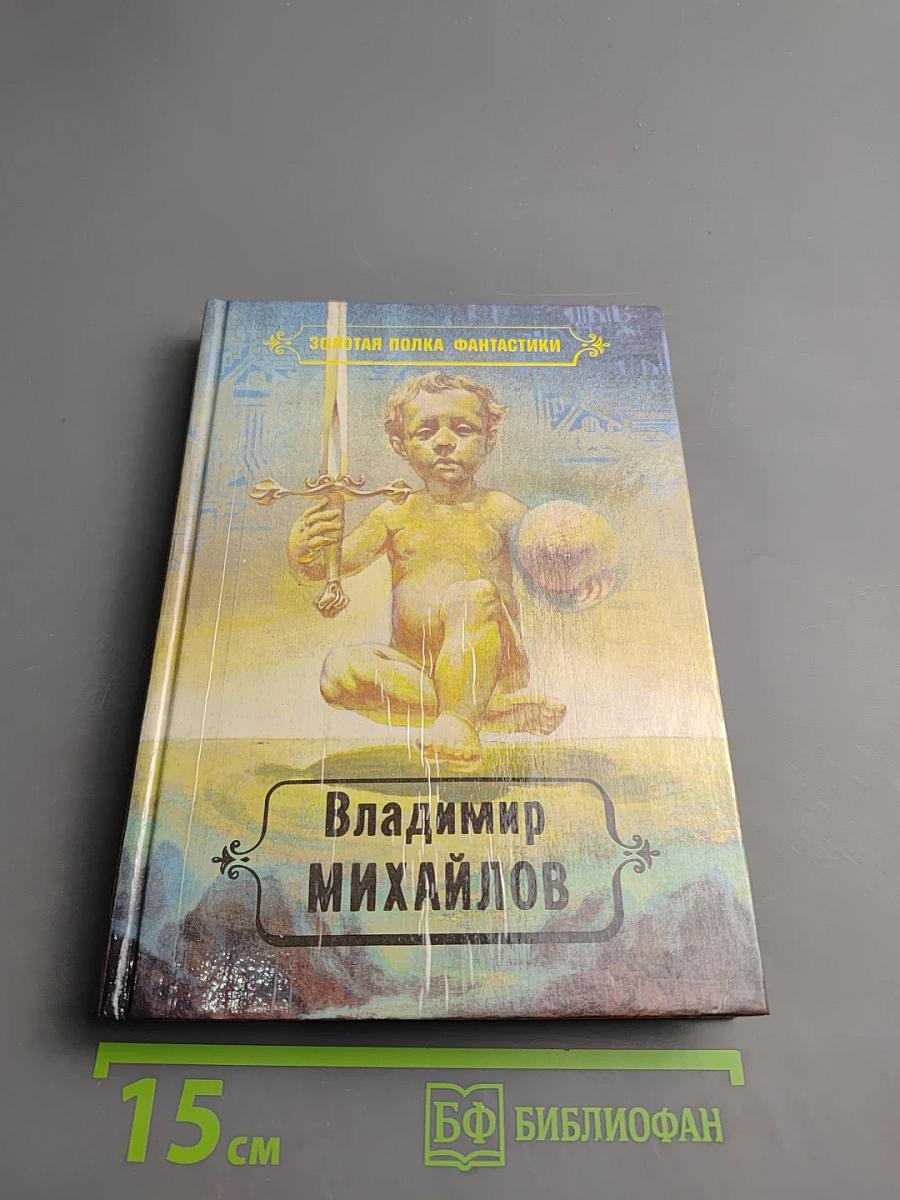 ЗОЛОТАЯ ПОЛКА ФАНТАСТИКИ
Владимир
МИХАЙЛОВ
15 см
БФ БИБЛИОФАН